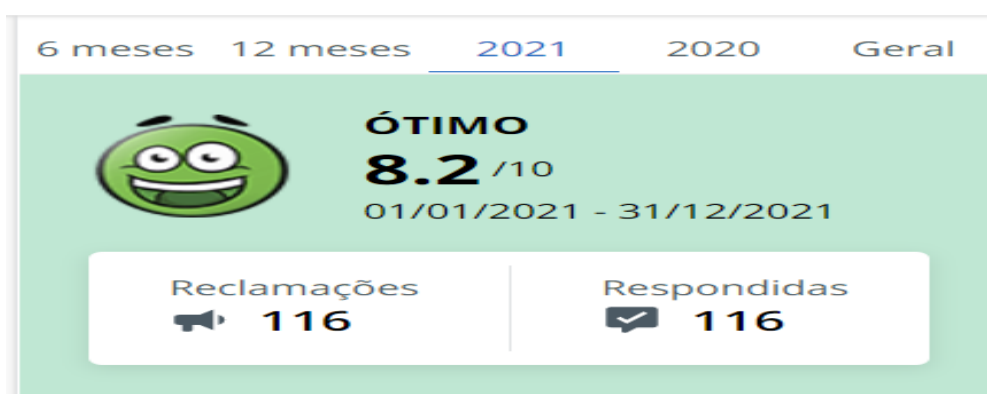 6 meses 12 meses 2021 2020 Geral
ÓTIMO
8.2 /10
01/01/2021 - 31/12/2021
Reclamações Respondidas
116 116